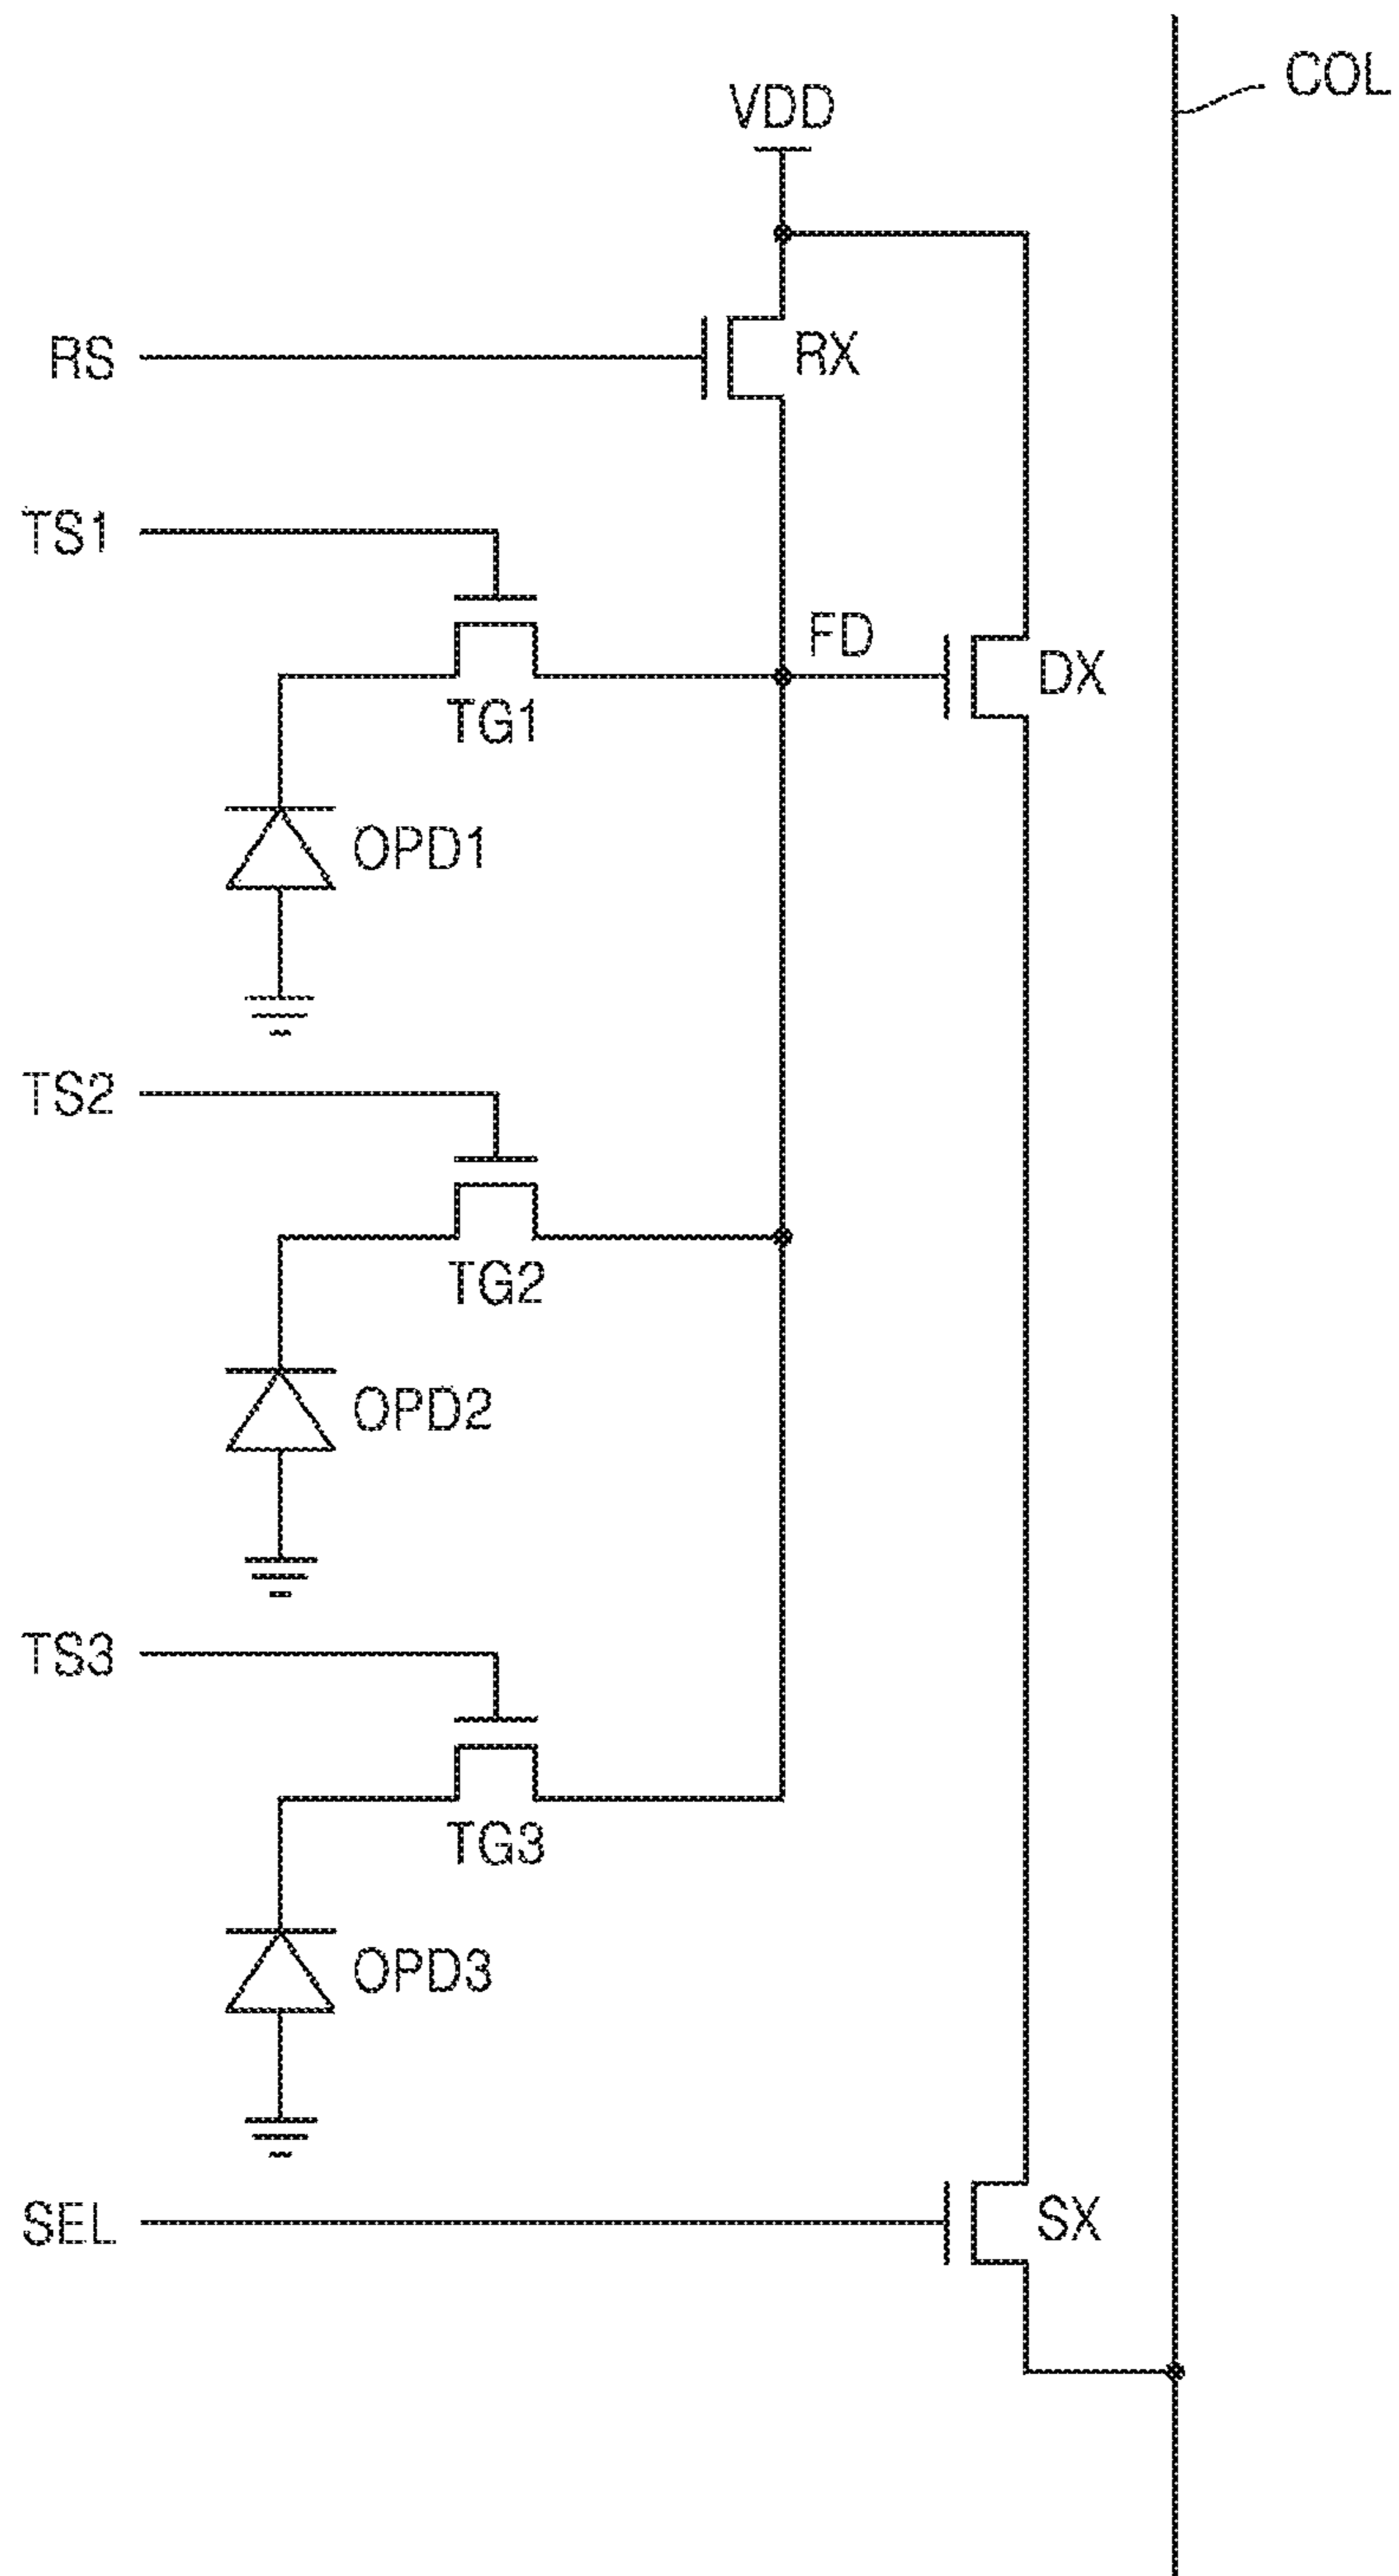 COL
VDD
RS
RX
TS1
FD
DX
TG1
OPD1
TS2
TG2
OPD2
TS3
TG3
OPD3
SEL
SX